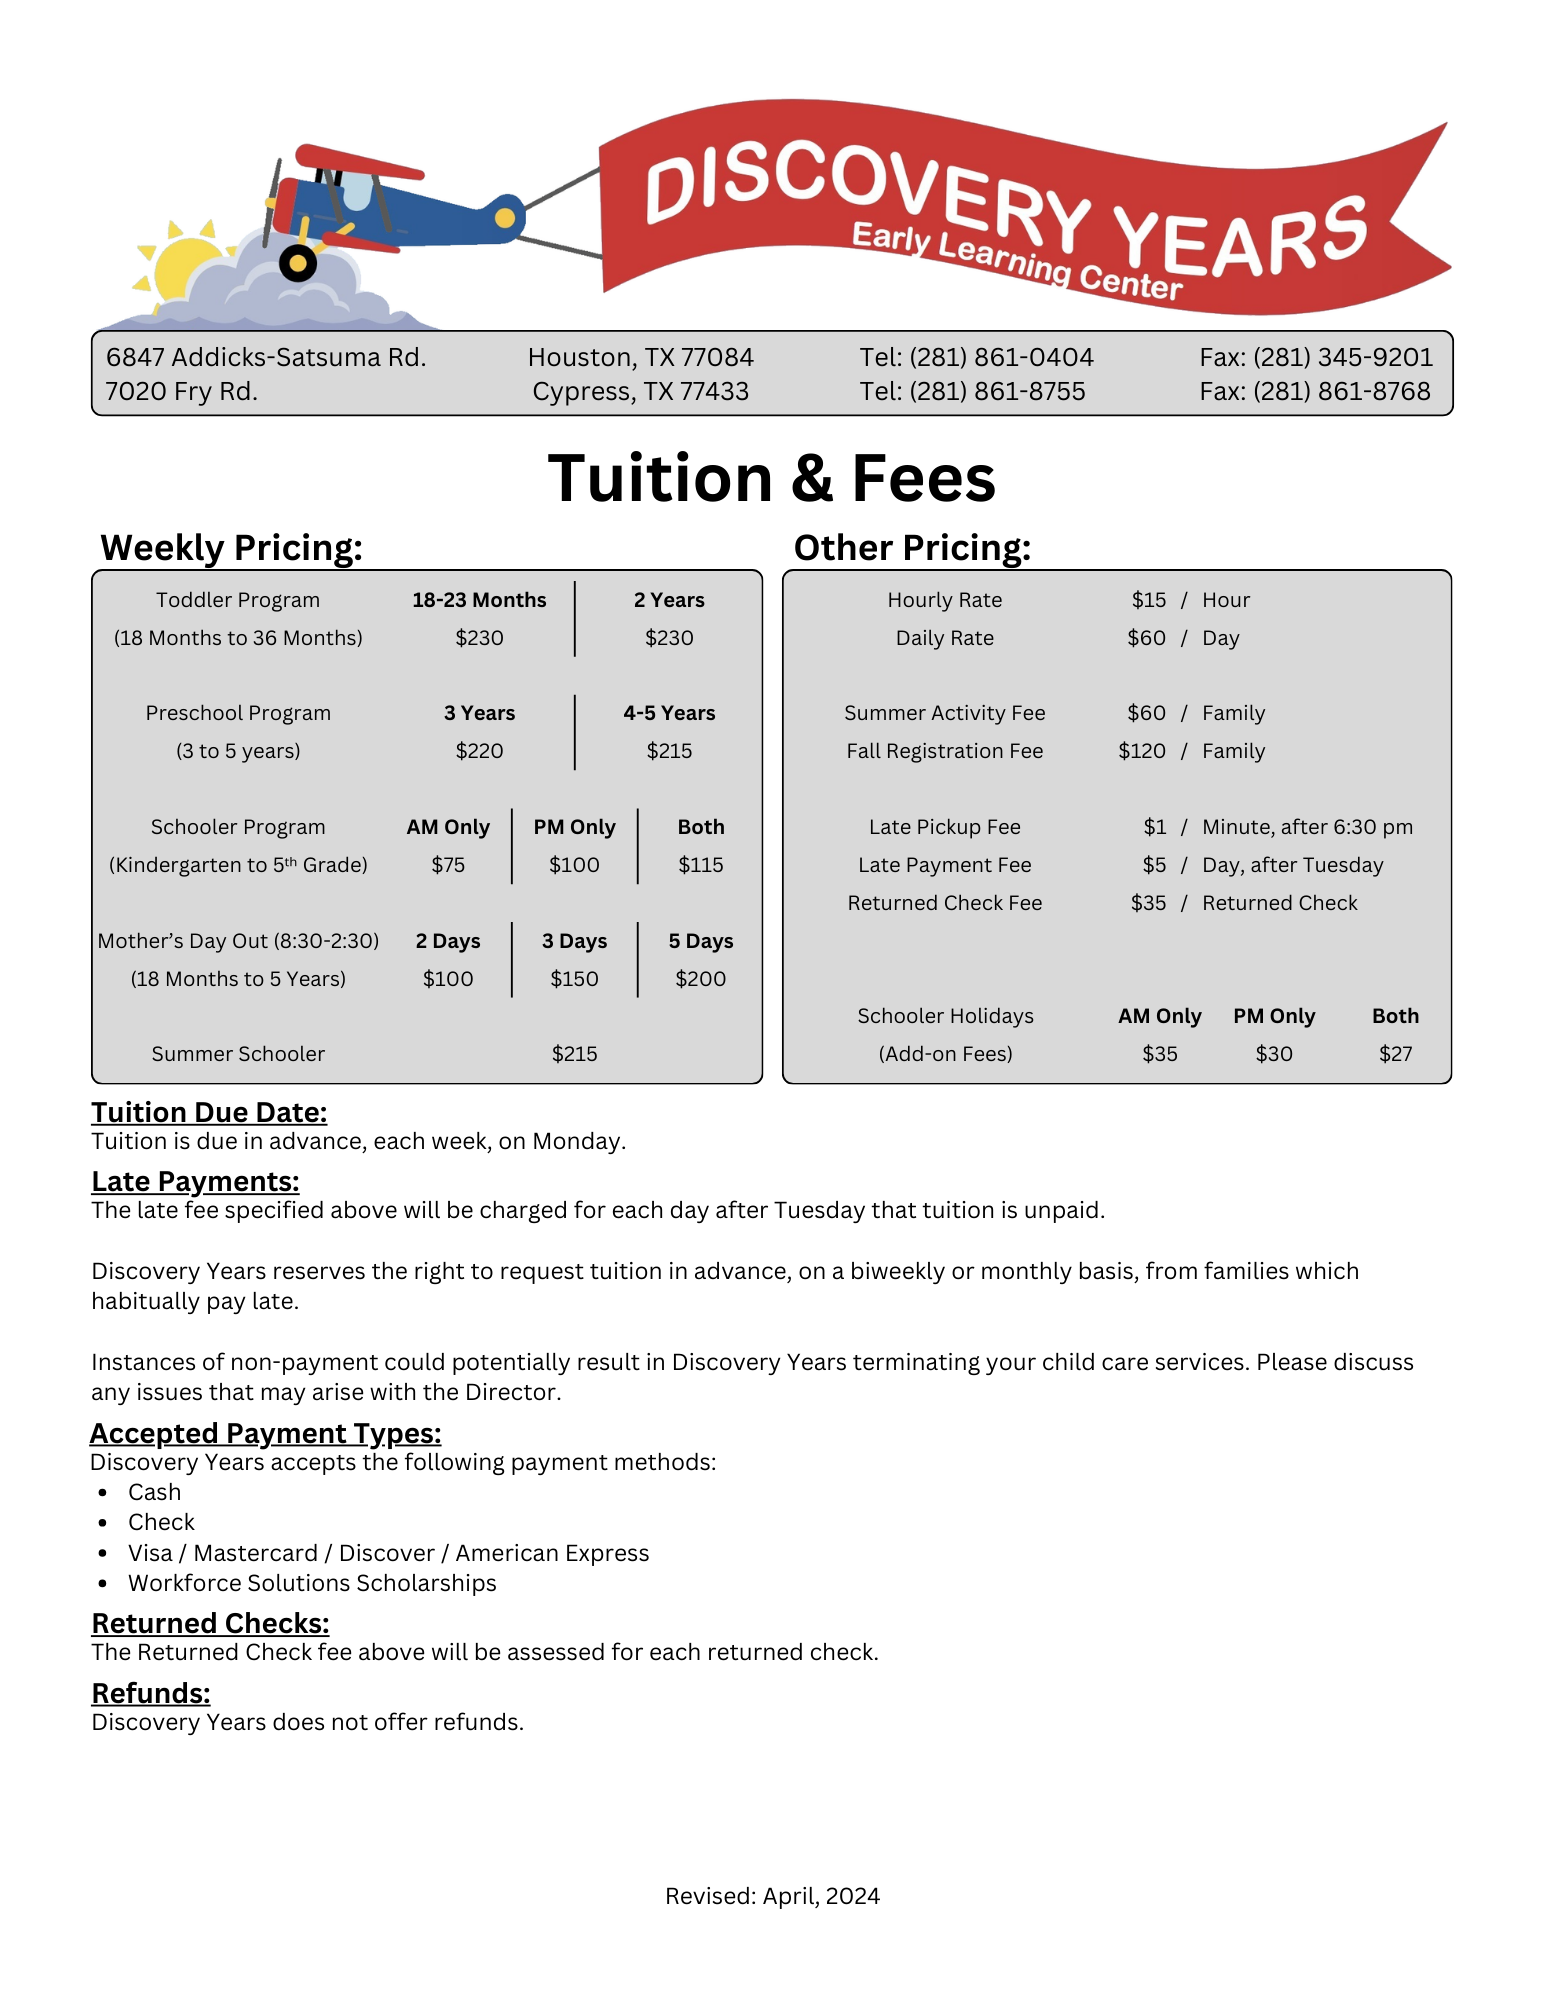 DISCOVERY YEARS
Early Learning Center
6847 Addicks-Satsuma Rd. Houston, TX 77084 Tel: (281) 861-0404 Fax: (281) 345-9201
7020 Fry Rd. Cypress, TX 77433 Tel: (281) 861-8755 Fax: (281) 861-8768
Tuition & Fees
Weekly Pricing:
Toddler Program 18-23 Months 2 Years
(18 Months to 36 Months) $230 $230
Preschool Program 3 Years 4-5 Years
(3 to 5 years) $220 $215
Schooler Program AM Only PM Only Both
(Kindergarten to 5th Grade) $75 $100 $115
Mother’s Day Out (8:30-2:30) 2 Days 3 Days 5 Days
(18 Months to 5 Years) $100 $150 $200
Summer Schooler $215
Other Pricing:
Hourly Rate $15 / Hour
Daily Rate $60 / Day
Summer Activity Fee $60 / Family
Fall Registration Fee $120 / Family
Late Pickup Fee $1 / Minute, after 6:30 pm
Late Payment Fee $5 / Day, after Tuesday
Returned Check Fee $35 / Returned Check
Schooler Holidays AM Only PM Only Both
(Add-on Fees) $35 $30 $27
Tuition Due Date:
Tuition is due in advance, each week, on Monday.
Late Payments:
The late fee specified above will be charged for each day after Tuesday that tuition is unpaid.
Discovery Years reserves the right to request tuition in advance, on a biweekly or monthly basis, from families which
habitually pay late.
Instances of non-payment could potentially result in Discovery Years terminating your child care services. Please discuss
any issues that may arise with the Director.
Accepted Payment Types:
Discovery Years accepts the following payment methods:
• Cash
• Check
• Visa / Mastercard / Discover / American Express
• Workforce Solutions Scholarships
Returned Checks:
The Returned Check fee above will be assessed for each returned check.
Refunds:
Discovery Years does not offer refunds.
Revised: April, 2024